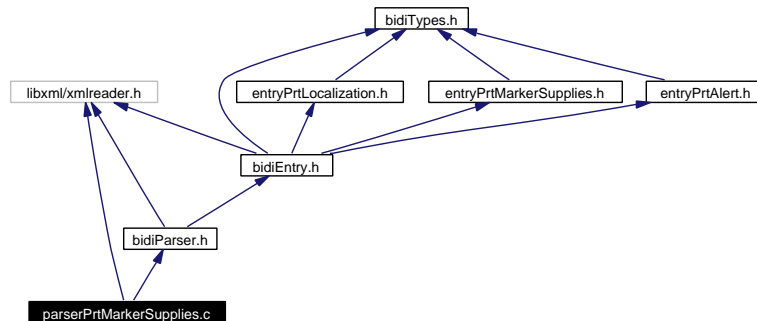 bidiTypes.h
libxml/xmlreader.h
entryPrtLocalization.h
entryPrtMarkerSupplies.h
entryPrtAlert.h
bidiEntry.h
bidiParser.h
parserPrtMarkerSupplies.c